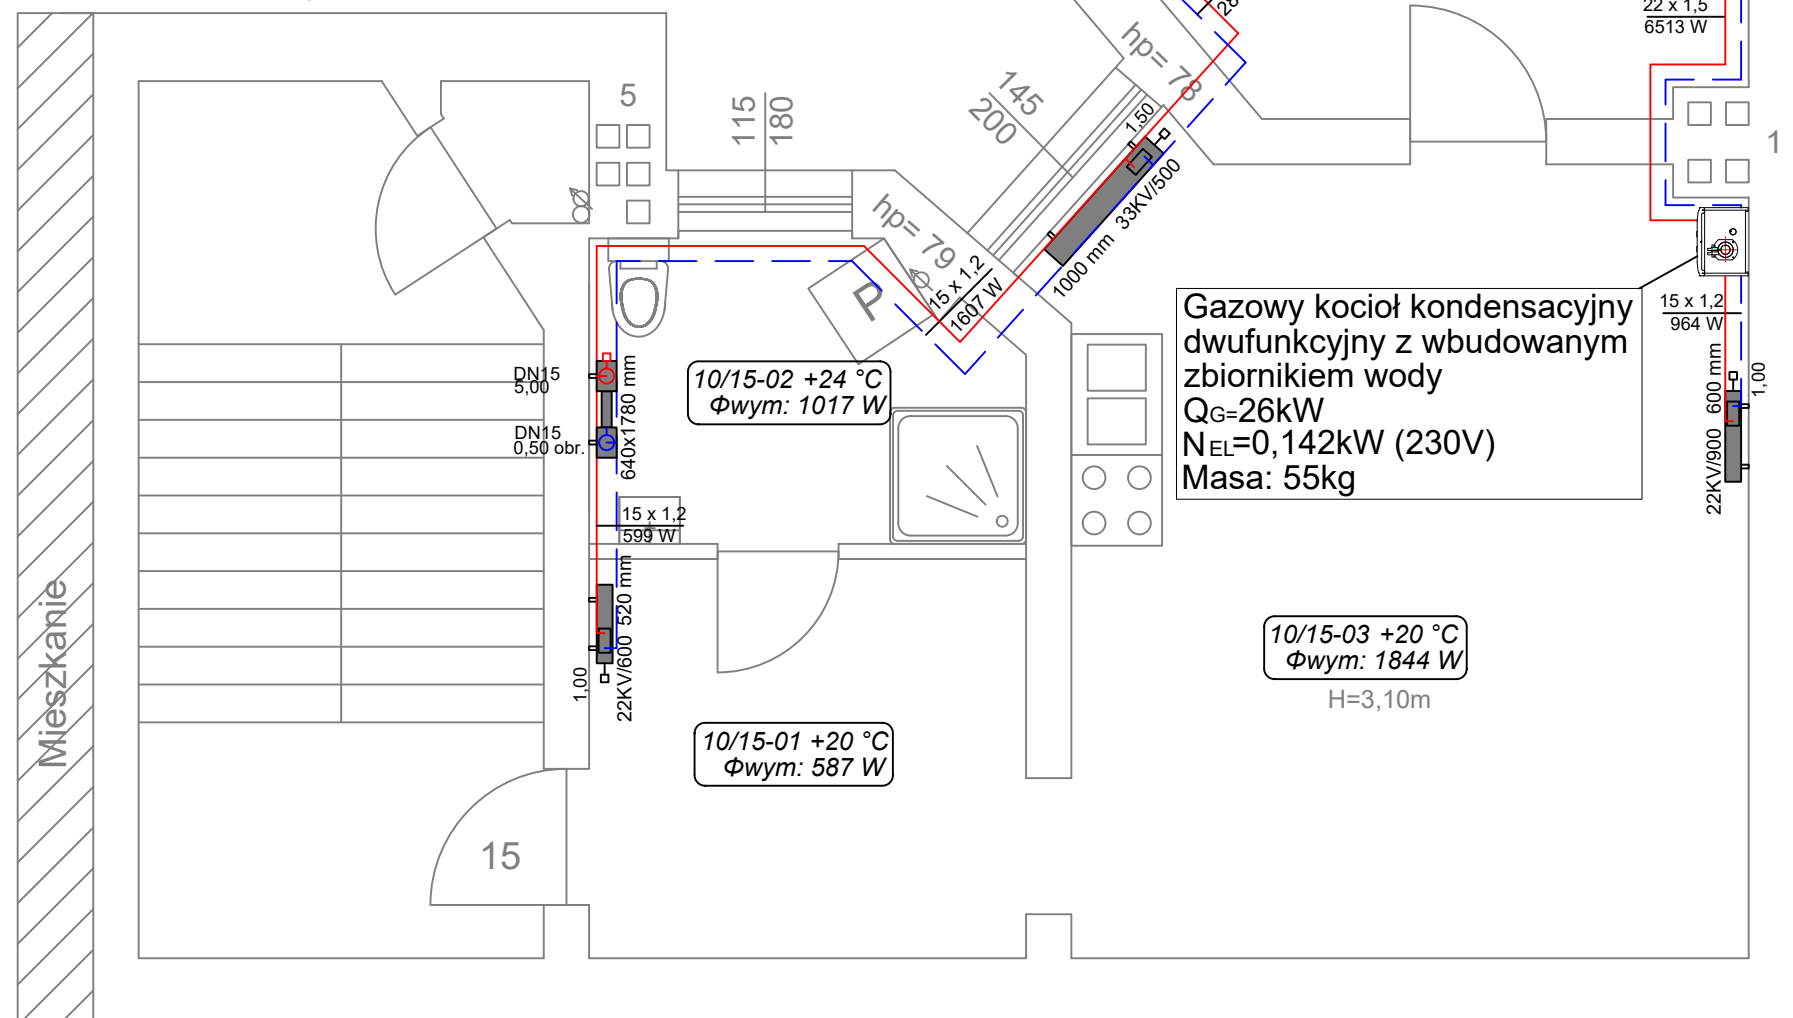 28
22 x 1,5
6513 W
hp= 78
5
115
180
145
200
1,50
1
hp= 79
33KV/500
1000 mm
15 x 1,2
1607 W
P
Gazowy kocioł kondensacyjny
dwufunkcyjny z wbudowanym
zbiornikiem wody
QG=26kW
NEL=0,142kW (230V)
Masa: 55kg
15 x 1,2
964 W
600 mm
22KV/900
1,00
DN15
5,00
DN15
0,50 obr.
640x1780 mm
10/15-02 +24 °C
Φwym: 1017 W
15 x 1,2
599 W
520 mm
22KV/600
1,00
Mieszkanie
10/15-03 +20 °C
Φwym: 1844 W
H=3,10m
10/15-01 +20 °C
Φwym: 587 W
15